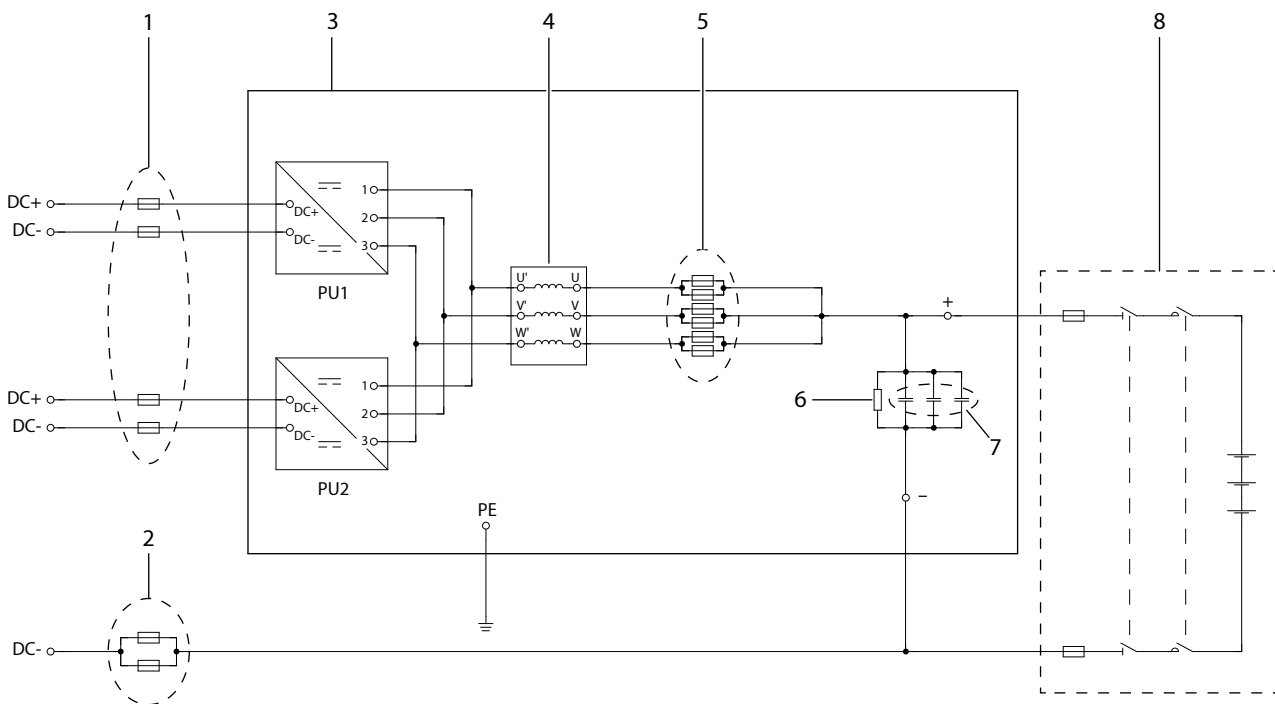 1 3 4 5 8
DC+
DC-
DC+
DC-
1
2
3
PU1
U' U
V' V
W' W
+
DC+
DC-
DC+
DC-
1
2
3
PU2
6
7
−
PE
2
DC-